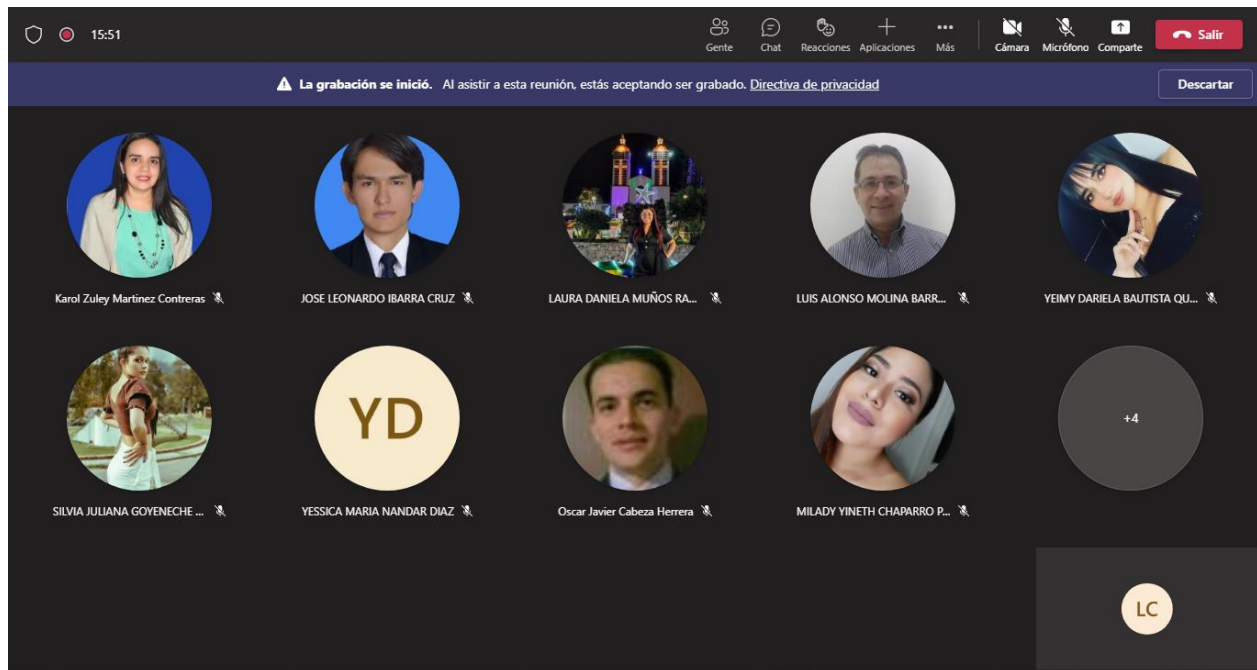 15:51
Gente
Chat
Reacciones
Aplicaciones
Más
Cámara
Micrófono
Comparte
Salir
La grabación se inició. Al asistir a esta reunión, estás aceptando ser grabado. Directiva de privacidad
Descartar
Karol Zuley Martinez Contreras
JOSE LEONARDO IBARRA CRUZ
LAURA DANIELA MUÑOS RA...
LUIS ALONSO MOLINA BARR...
YEIMY DARIELA BAUTISTA QU...
YD
+4
SILVIA JULIANA GOYENECHE ...
YESSICA MARIA NANDAR DIAZ
Oscar Javier Cabeza Herrera
MILADY YINETH CHAPARRO P...
LC